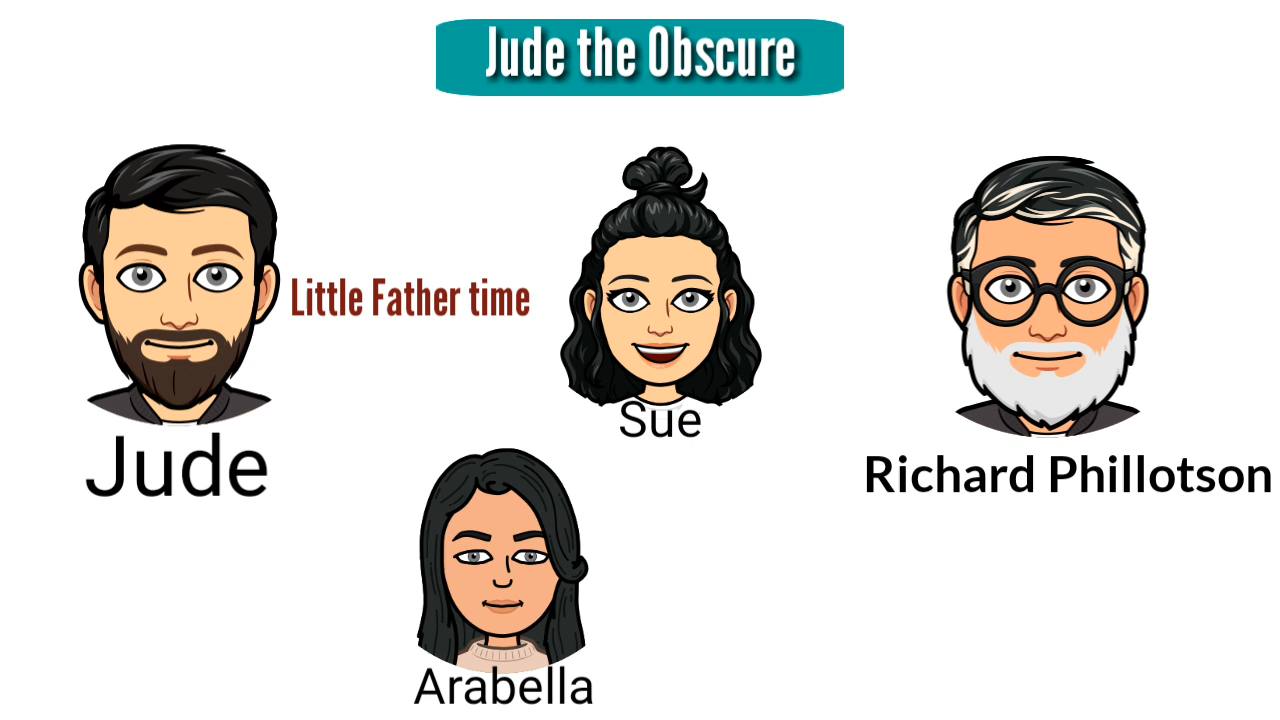 Jude the Obscure
Little Father time
Sue
Jude
Richard Phillotson
Arabella